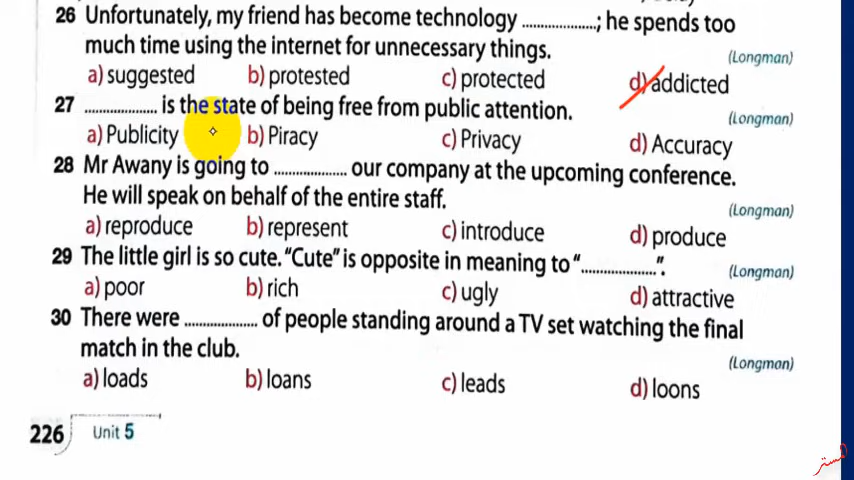 26 Unfortunately, my friend has become technology ..................; he spends too
much time using the internet for unnecessary things.
(Longman)
a) suggested b) protested c) protected d) addicted
27 .................. is the state of being free from public attention.
(Longman)
a) Publicity b) Piracy c) Privacy d) Accuracy
28 Mr Awany is going to .................. our company at the upcoming conference.
He will speak on behalf of the entire staff.
(Longman)
a) reproduce b) represent c) introduce d) produce
29 The little girl is so cute. "Cute" is opposite in meaning to "..................".
(Longman)
a) poor b) rich c) ugly d) attractive
30 There were .................. of people standing around a TV set watching the final
match in the club.
(Longman)
a) loads b) loans c) leads d) loons
226 Unit 5